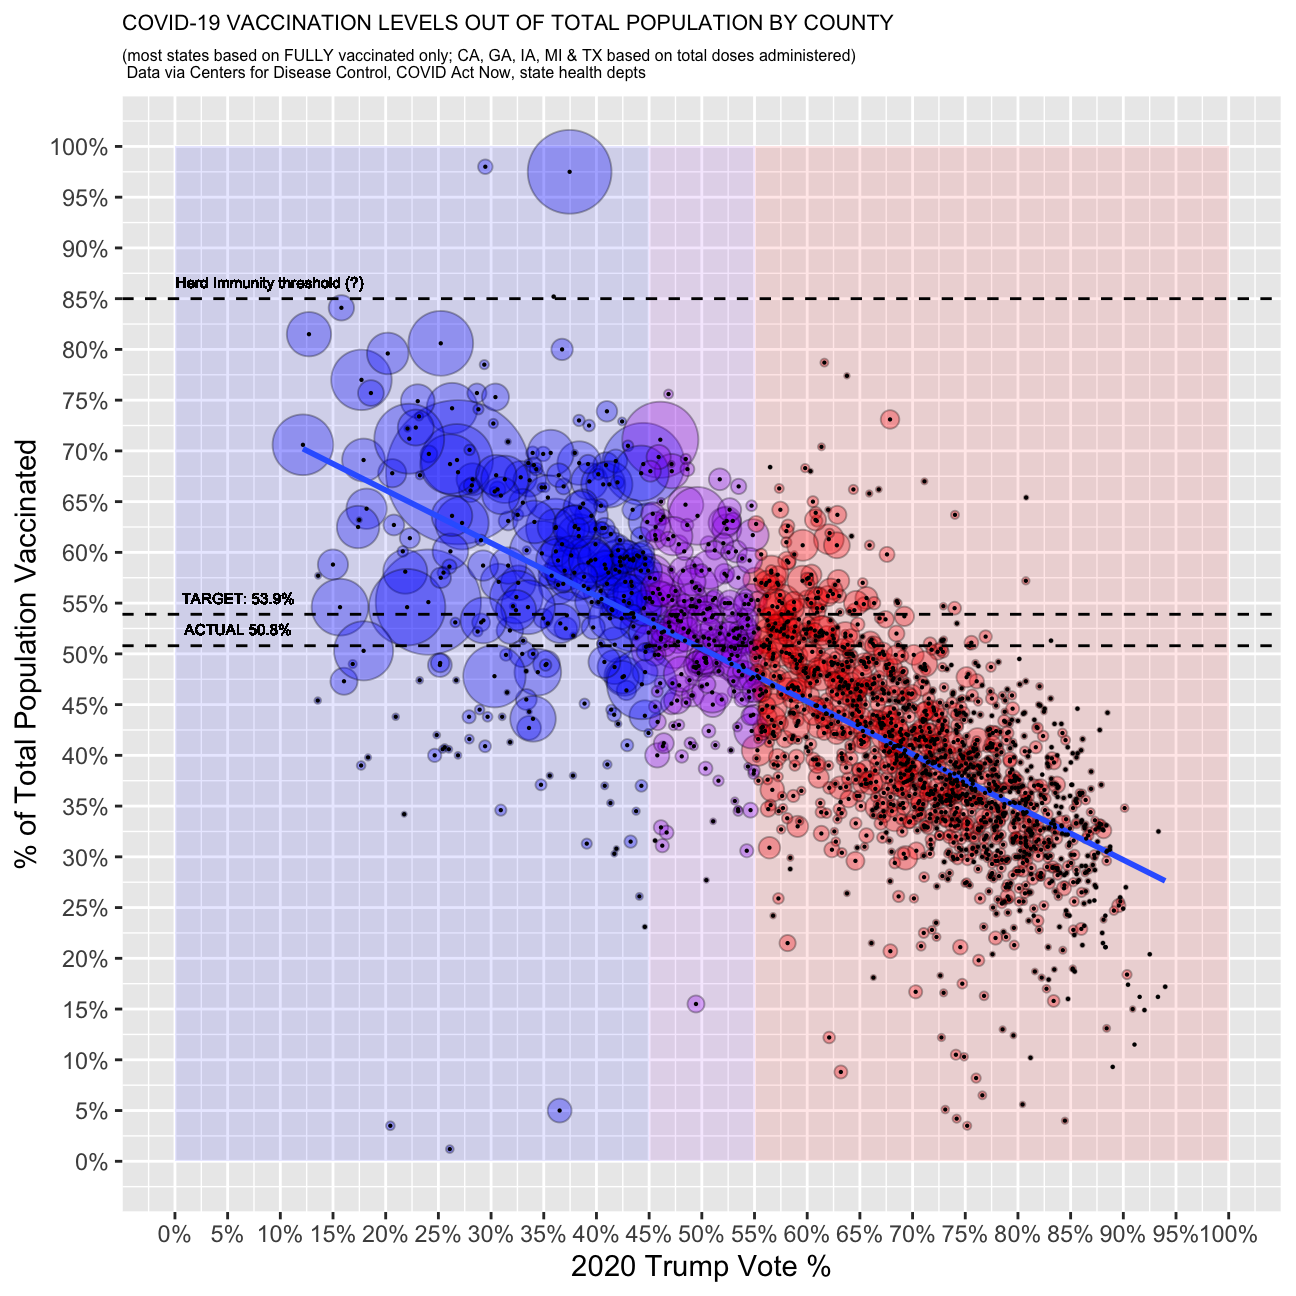 COVID-19 VACCINATION LEVELS OUT OF TOTAL POPULATION BY COUNTY
(most states based on FULLY vaccinated only; CA, GA, IA, MI & TX based on total doses administered)
Data via Centers for Disease Control, COVID Act Now, state health depts
100%
95%
90%
Herd Immunity threshold (?)
85%
80%
75%
70%
65%
60%
TARGET: 53.9%
55%
ACTUAL 50.8%
50%
45%
40%
35%
30%
25%
20%
15%
10%
5%
0%
% of Total Population Vaccinated
0% 5% 10% 15% 20% 25% 30% 35% 40% 45% 50% 55% 60% 65% 70% 75% 80% 85% 90% 95% 100%
2020 Trump Vote %